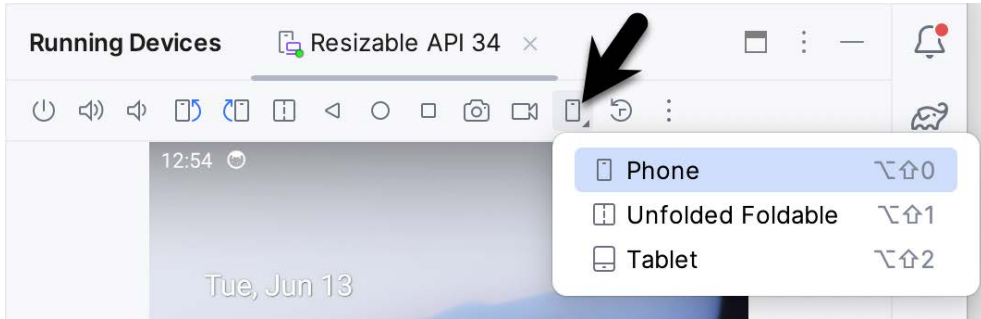 Running Devices Resizable API 34 ×
12:54
Phone ⌥⇧0
Unfolded Foldable ⌥⇧1
Tablet ⌥⇧2
Tue, Jun 13